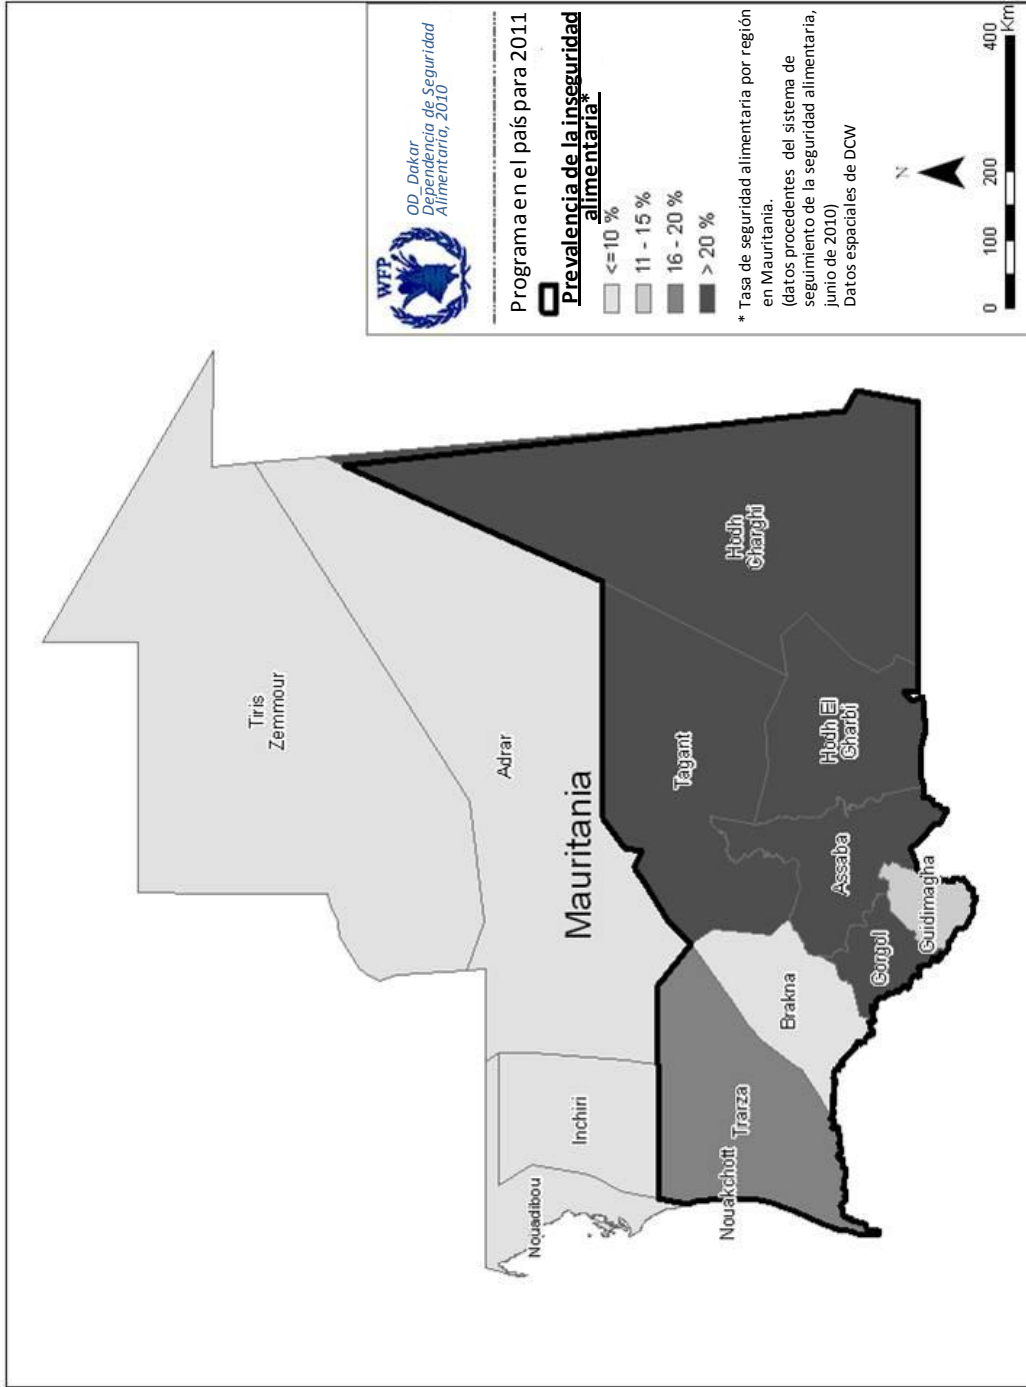 WFP
OD_Dakar
Dependencia de Seguridad
Alimentaria, 2010
Programa en el país para 2011
Prevalencia de la inseguridad
alimentaria*
<=10 %
11 - 15 %
16 - 20 %
> 20 %
* Tasa de seguridad alimentaria por región
en Mauritania.
(datos procedentes del sistema de
seguimiento de la seguridad alimentaria,
junio de 2010)
Datos espaciales de DCW
N
0 100 200 400
Km
Tiris
Zemmour
Adrar
Mauritania
Inchiri
Nouadibou
Nouakchott
Trarza
Brakna
Tagant
Hodh
Charghi
Hodh El
Gharbi
Assaba
Gorgol
Guidimagha